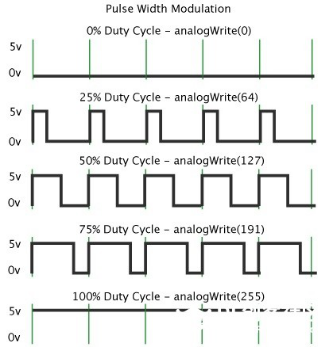 Pulse Width Modulation
0% Duty Cycle – analogWrite(0)
5v
0v
25% Duty Cycle – analogWrite(64)
5v
0v
50% Duty Cycle – analogWrite(127)
5v
0v
75% Duty Cycle – analogWrite(191)
5v
0v
100% Duty Cycle – analogWrite(255)
5v
0v